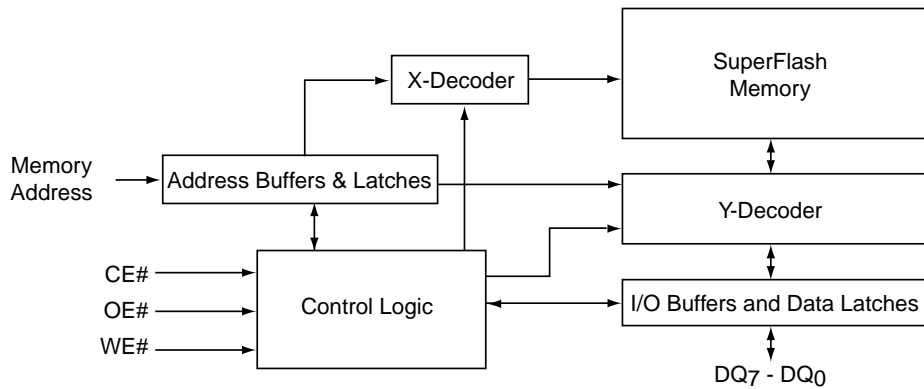 X-Decoder
SuperFlash
Memory
Memory
Address
Address Buffers & Latches
Y-Decoder
CE#
OE#
WE#
Control Logic
I/O Buffers and Data Latches
DQ7 - DQ0